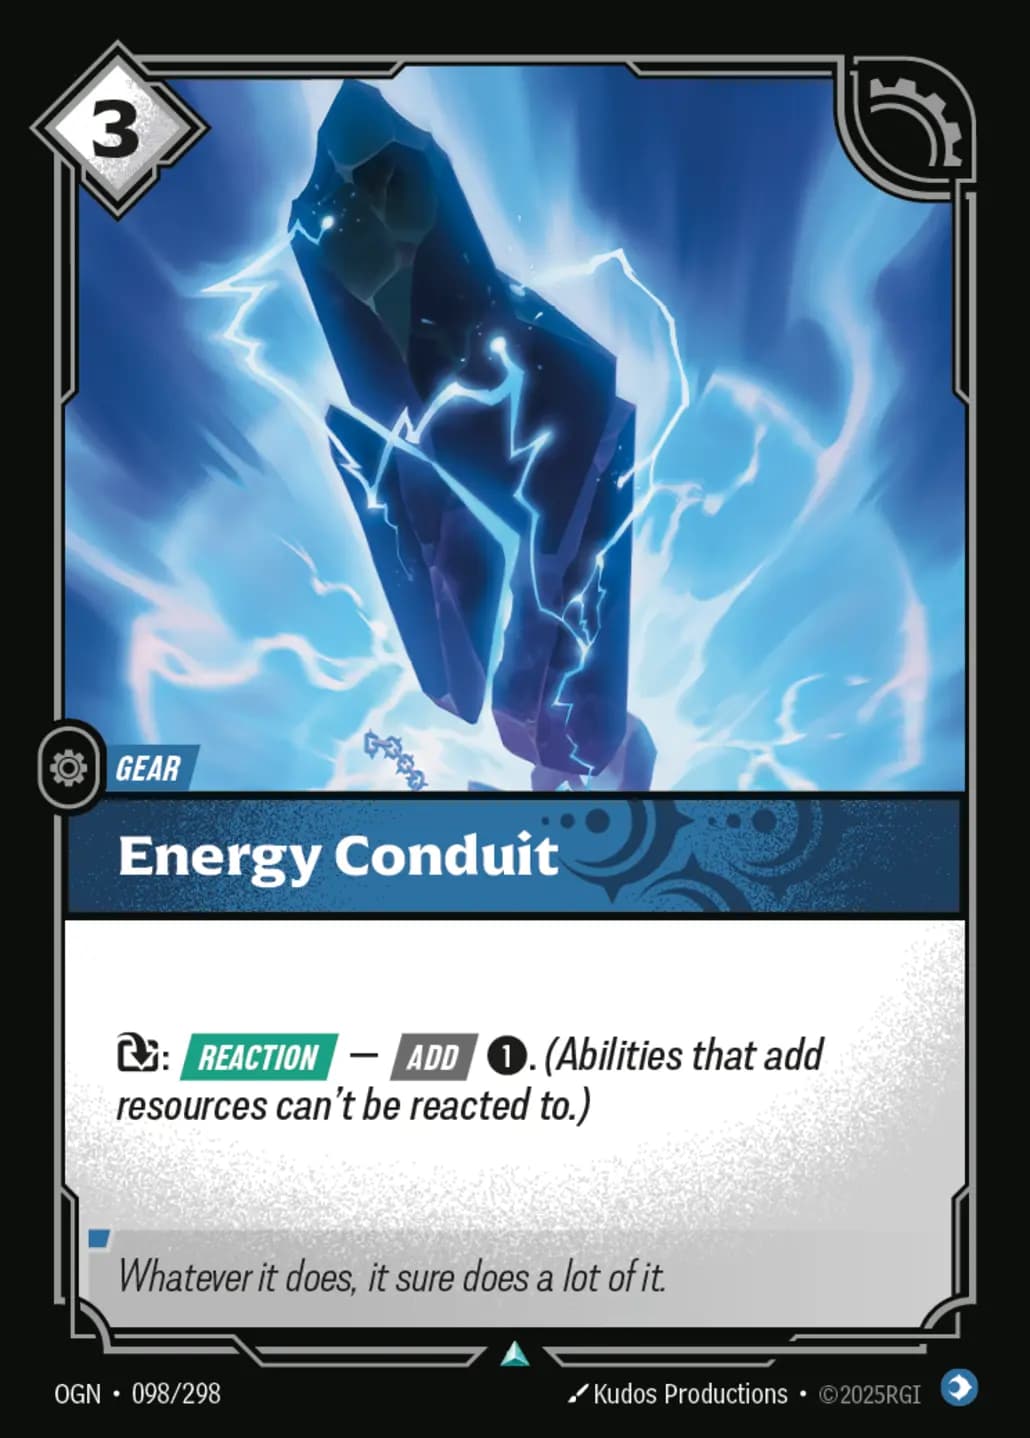 3
GEAR
Energy Conduit
: REACTION — ADD 1. (Abilities that add
resources can't be reacted to.)
Whatever it does, it sure does a lot of it.
OGN • 098/298
Kudos Productions • ©2025RGI